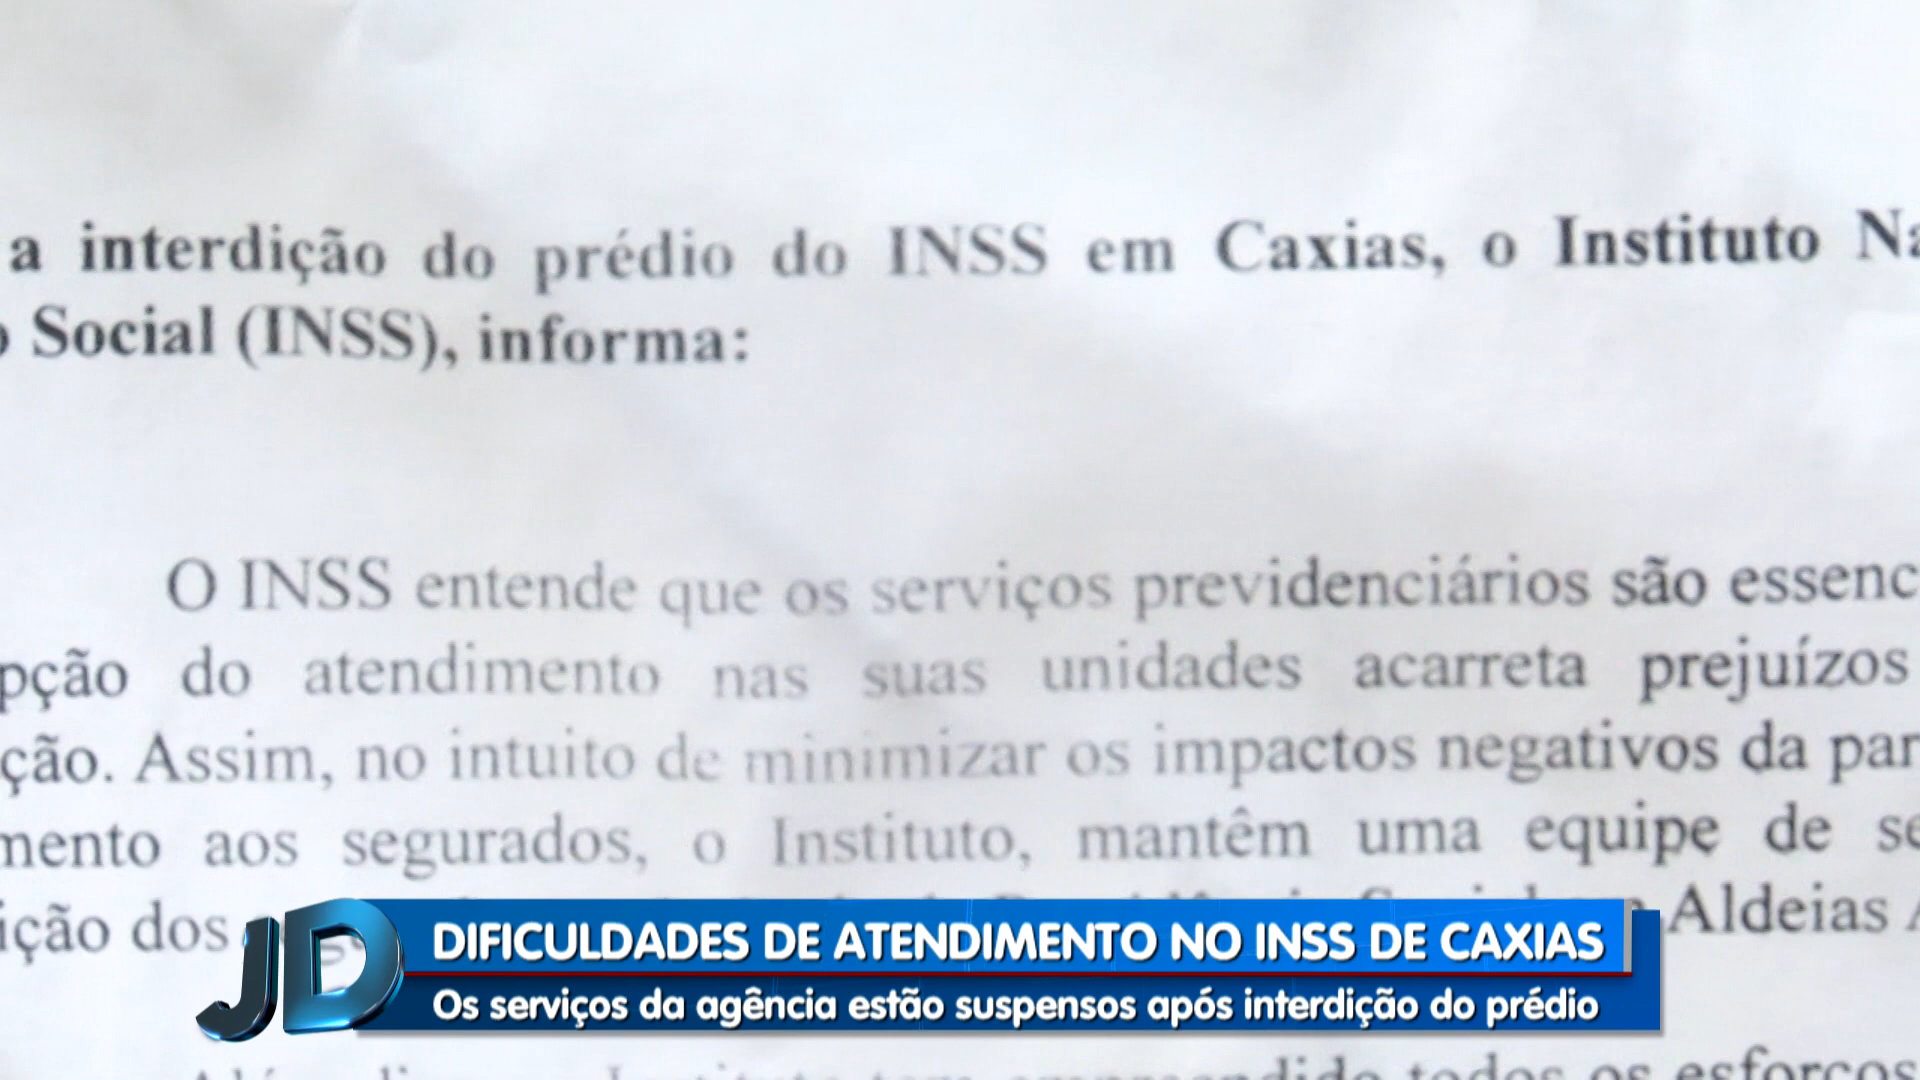 a interdição do prédio do INSS em Caxias, o Instituto Na
o Social (INSS), informa:
O INSS entende que os serviços previdenciários são essenc
pção do atendimento nas suas unidades acarreta prejuízos
ção. Assim, no intuito de minimizar os impactos negativos da par
mento aos segurados, o Instituto, mantêm uma equipe de se
ição dos Aldeias
JD
DIFICULDADES DE ATENDIMENTO NO INSS DE CAXIAS
Os serviços da agência estão suspensos após interdição do prédio
todos os esforços